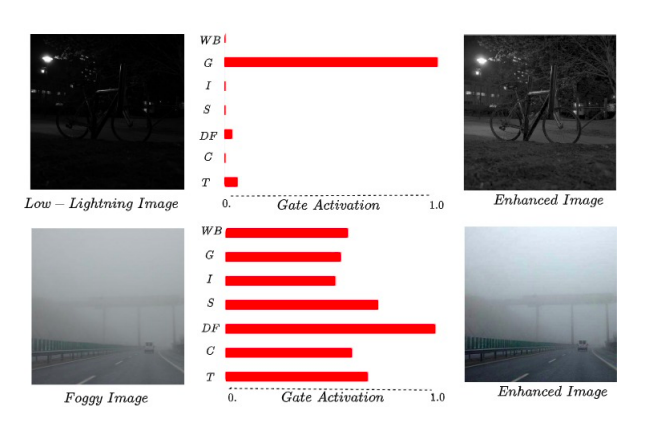 WB
G
I
S
DF
C
T
0. Gate Activation 1.0
Low – Lightning Image
Enhanced Image
WB
G
I
S
DF
C
T
0. Gate Activation 1.0
Foggy Image
Enhanced Image